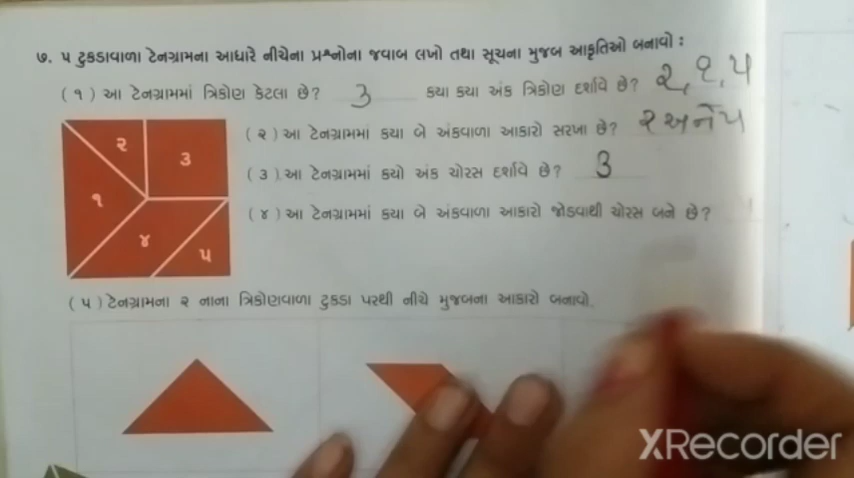 ૭. ૫ ટુકડાવાળા ટેનગ્રામના આધારે નીચેના પ્રશ્નોના જવાબ લખો તથા સૂચના મુજબ આકૃતિઓ બનાવો :
(૧) આ ટેનગ્રામમાં ત્રિકોણ કેટલા છે? 3 કયા કયા અંક ત્રિકોણ દર્શાવે છે? ૨, ૧, ૫
(૨) આ ટેનગ્રામમાં કયા બે અંકવાળા આકારો સરખા છે? ૨ અને ૫
(૩) આ ટેનગ્રામમાં કયો અંક ચોરસ દર્શાવે છે? 3
(૪) આ ટેનગ્રામમાં કયા બે અંકવાળા આકારો જોડવાથી ચોરસ બને છે?
૨
૩
૧
૪
૫
(૫) ટેનગ્રામના ૨ નાના ત્રિકોણવાળા ટુકડા પરથી નીચે મુજબના આકારો બનાવો.
XRecorder